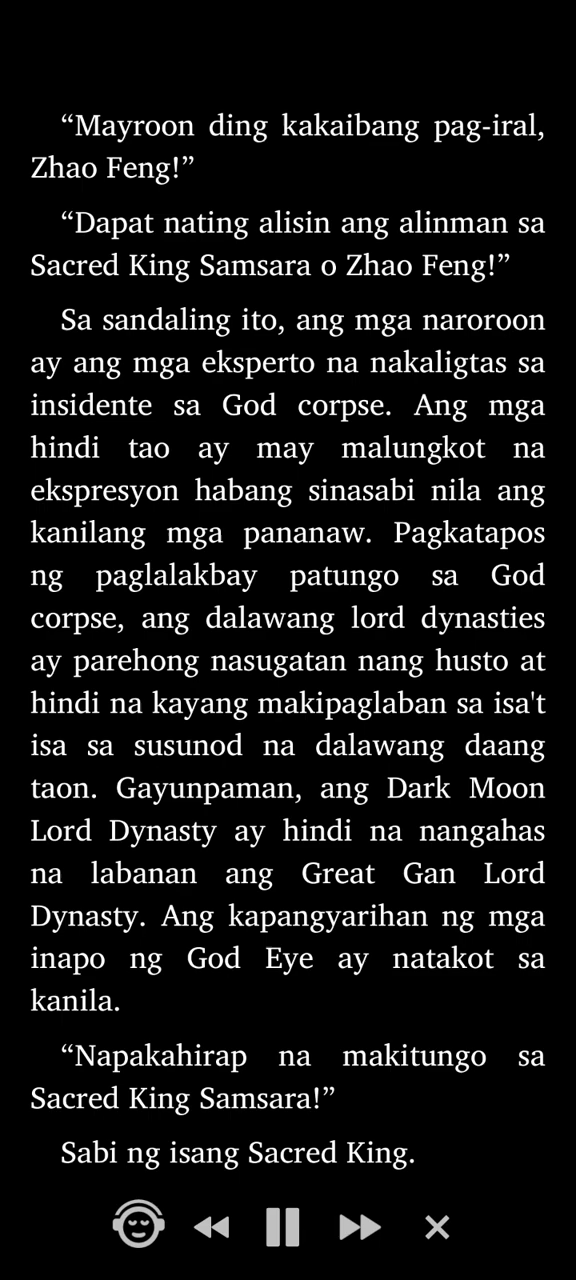 “Mayroon ding kakaibang pag-iral,
Zhao Feng!”
“Dapat nating alisin ang alinman sa
Sacred King Samsara o Zhao Feng!”
Sa sandaling ito, ang mga naroroon
ay ang mga eksperto na nakaligtas sa
insidente sa God corpse. Ang mga
hindi tao ay may malungkot na
ekspresyon habang sinasabi nila ang
kanilang mga pananaw. Pagkatapos
ng paglalakbay patungo sa God
corpse, ang dalawang lord dynasties
ay parehong nasugatan nang husto at
hindi na kayang makipaglaban sa isa't
isa sa susunod na dalawang daang
taon. Gayunpaman, ang Dark Moon
Lord Dynasty ay hindi na nangahas
na labanan ang Great Gan Lord
Dynasty. Ang kapangyarihan ng mga
inapo ng God Eye ay natakot sa
kanila.
“Napakahirap na makitungo sa
Sacred King Samsara!”
Sabi ng isang Sacred King.